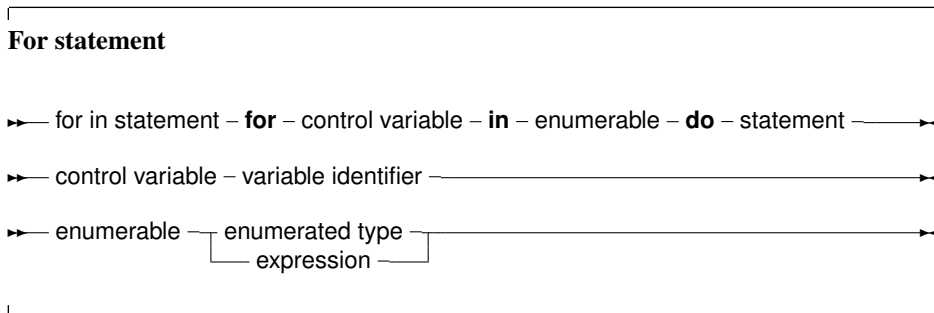 For statement
for in statement – for – control variable – in – enumerable – do – statement –
control variable – variable identifier –
enumerable – enumerated type –
expression –